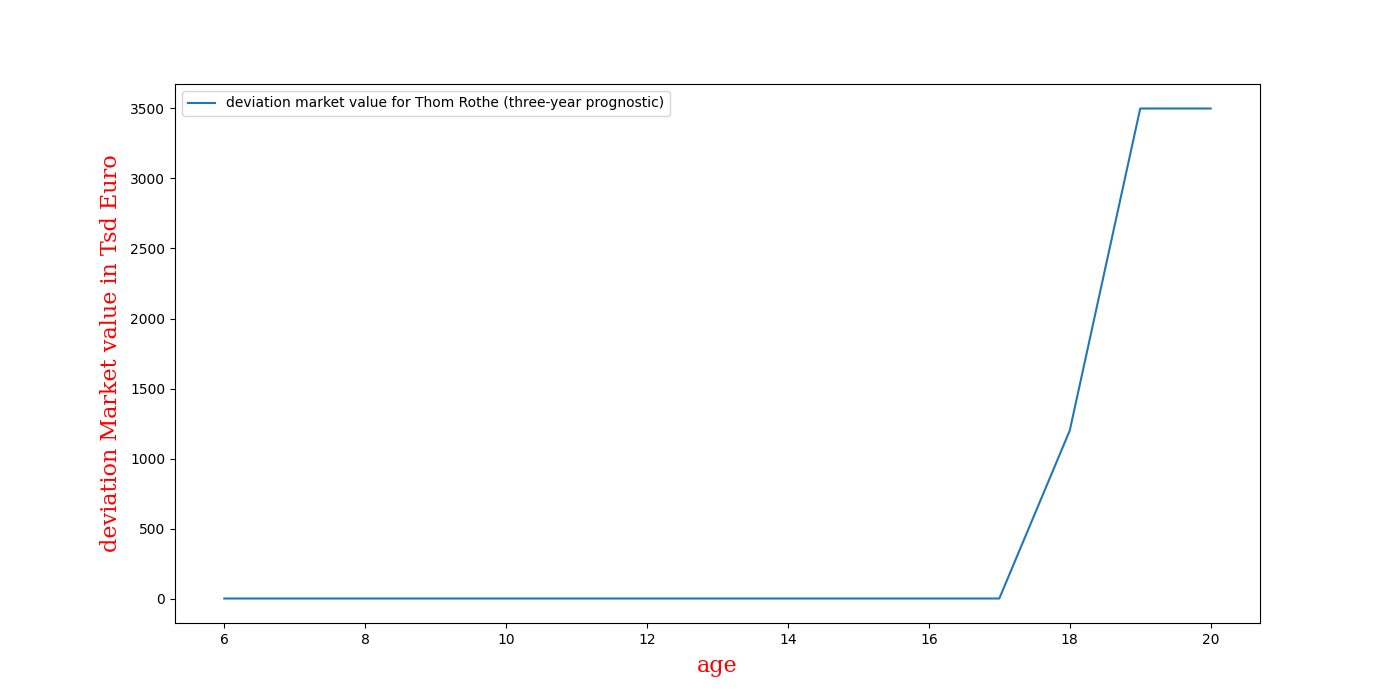 deviation market value for Thom Rothe (three-year prognostic)
deviation Market value in Tsd Euro
3500
3000
2500
2000
1500
1000
500
0
6 8 10 12 14 16 18 20
age